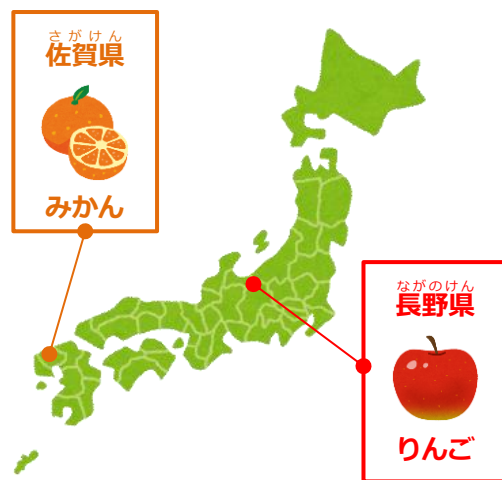 さがけん
佐賀県
みかん
ながのけん
長野県
りんご